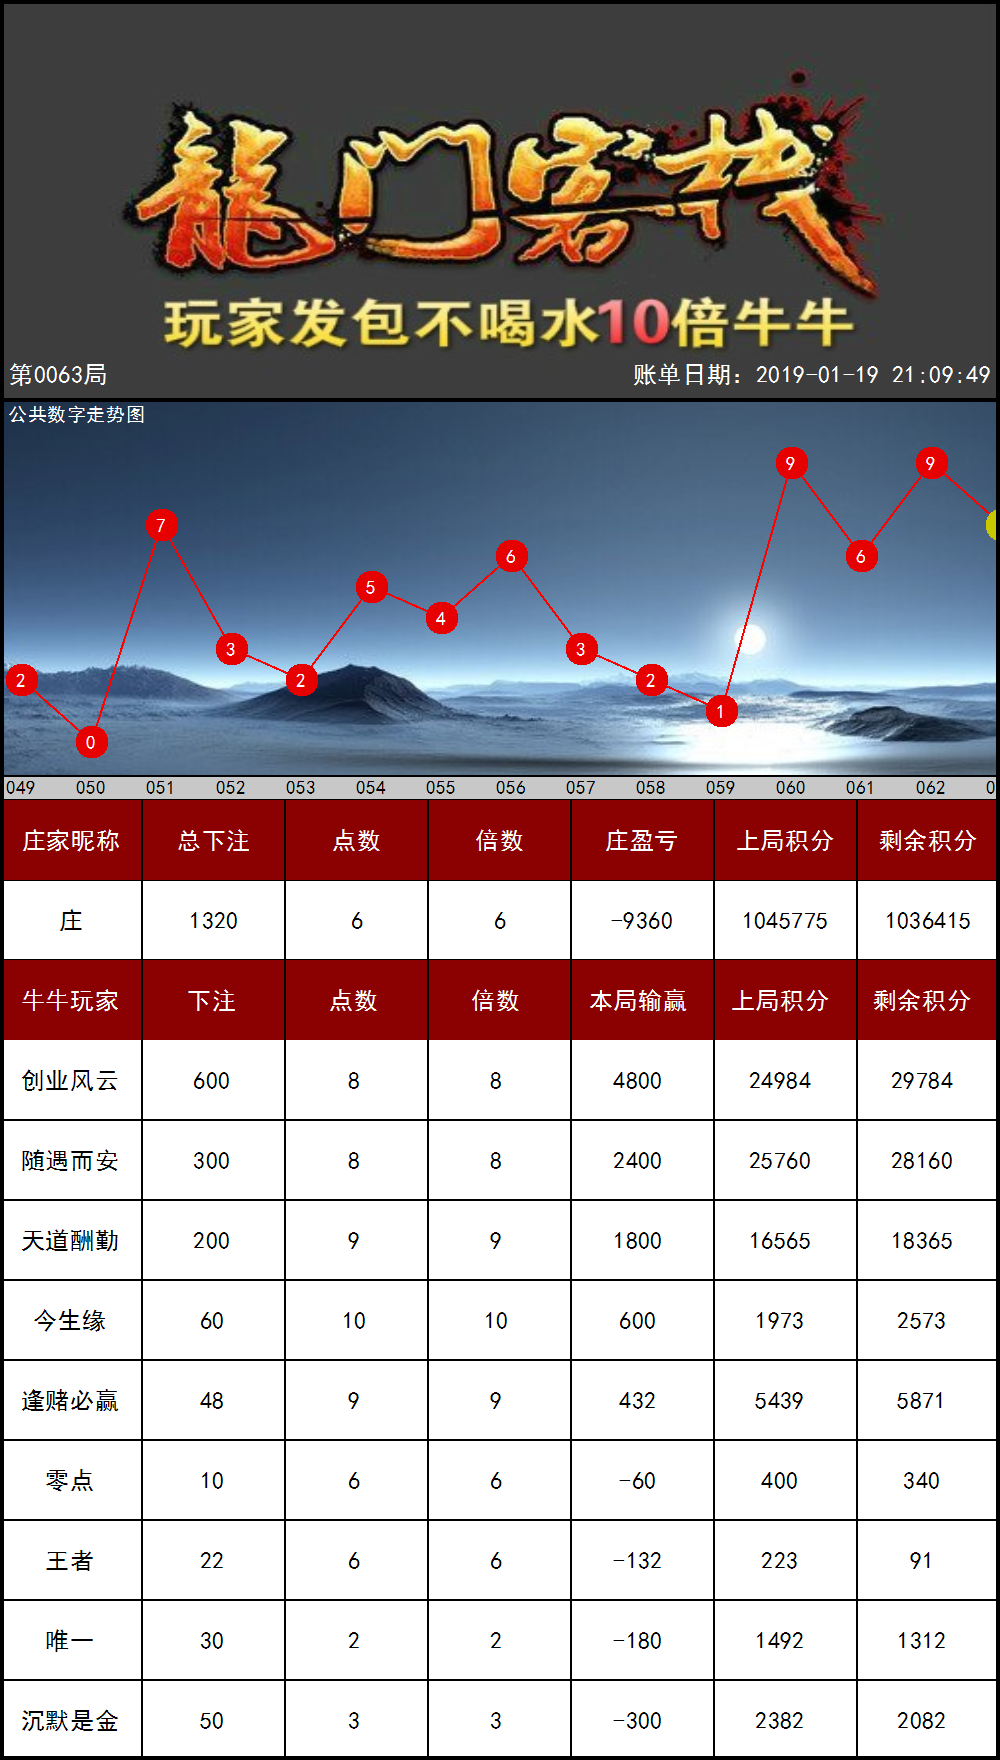 龍门客栈
玩家发包不喝水10倍牛牛
第0063局 账单日期：2019-01-19 21:09:49
公共数字走势图
2 0 7 3 2 5 4 6 3 2 1 9 6 9
049 050 051 052 053 054 055 056 057 058 059 060 061 062 0
庄家昵称 总下注 点数 倍数 庄盈亏 上局积分 剩余积分
庄 1320 6 6 -9360 1045775 1036415
牛牛玩家 下注 点数 倍数 本局输赢 上局积分 剩余积分
创业风云 600 8 8 4800 24984 29784
随遇而安 300 8 8 2400 25760 28160
天道酬勤 200 9 9 1800 16565 18365
今生缘 60 10 10 600 1973 2573
逢赌必赢 48 9 9 432 5439 5871
零点 10 6 6 -60 400 340
王者 22 6 6 -132 223 91
唯一 30 2 2 -180 1492 1312
沉默是金 50 3 3 -300 2382 2082